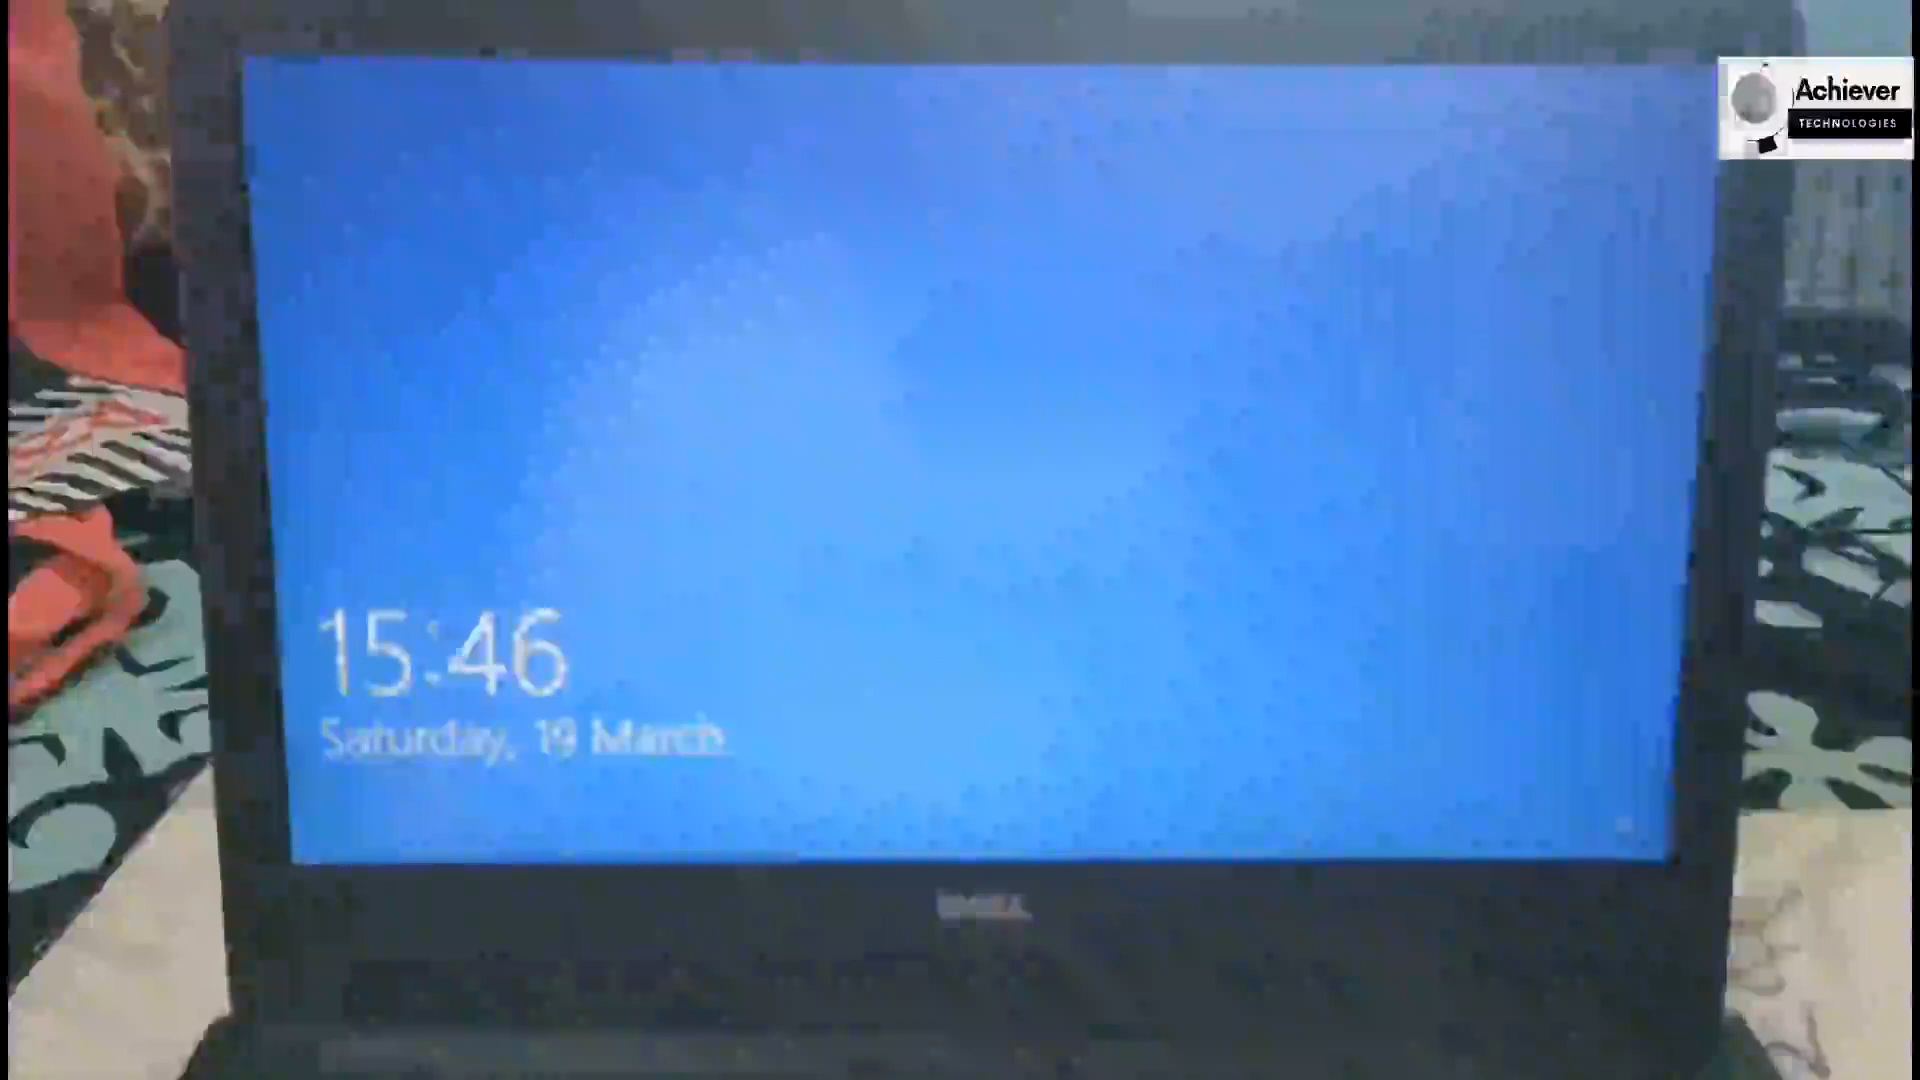 Achiever
TECHNOLOGIES
15:46
Saturday, 19 March
DELL